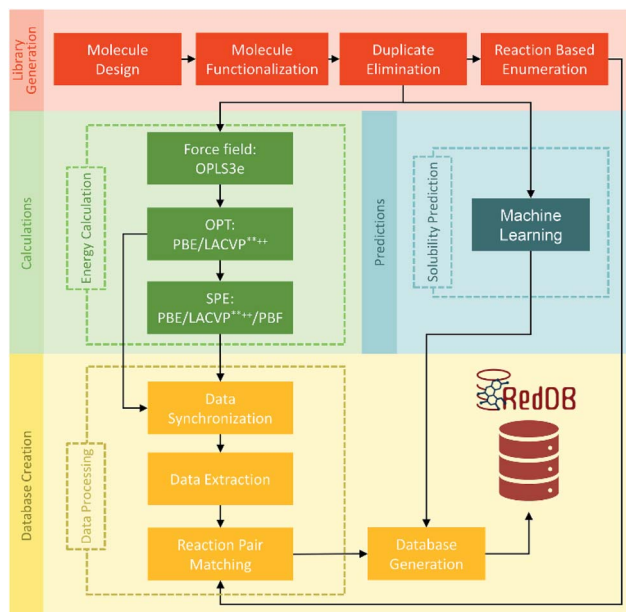 Library
Generation
Molecule
Design
Molecule
Functionalization
Duplicate
Elimination
Reaction Based
Enumeration
Calculations
Energy Calculation
Force field:
OPLS3e
OPT:
PBE/LACVP**++
SPE:
PBE/LACVP**++/PBF
Predictions
Solubility Prediction
Machine
Learning
Database Creation
Data Processing
Data
Synchronization
Data Extraction
Reaction Pair
Matching
Database
Generation
RedDB